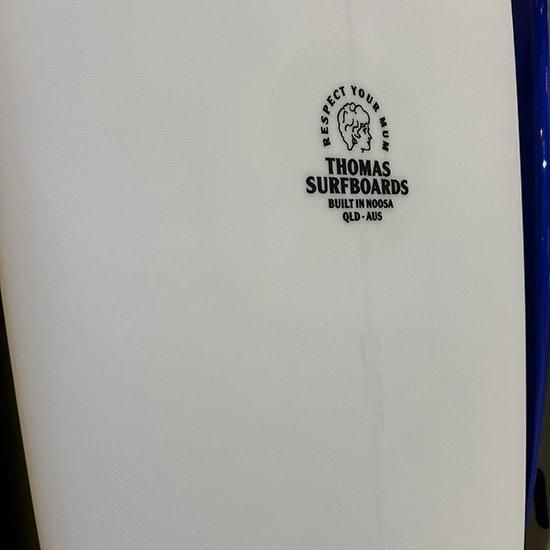 RESPECT YOUR MUM
THOMAS
SURFBOARDS
BUILT IN NOOSA
QLD - AUS